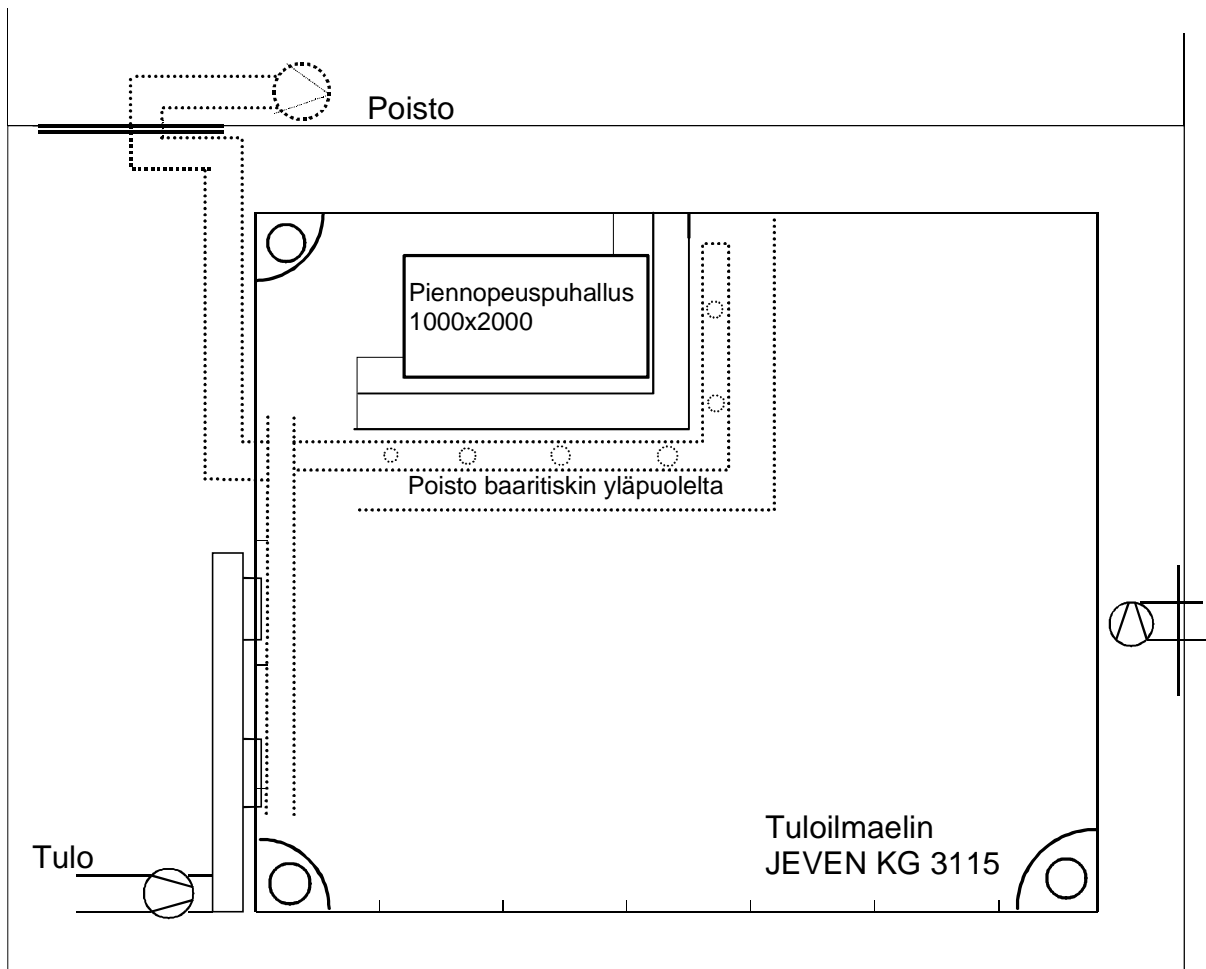 Poisto
Piennopeuspuhallus
1000x2000
Poisto baaritiskin yläpuolelta
Tuloilmaelin
JEVEN KG 3115
Tulo